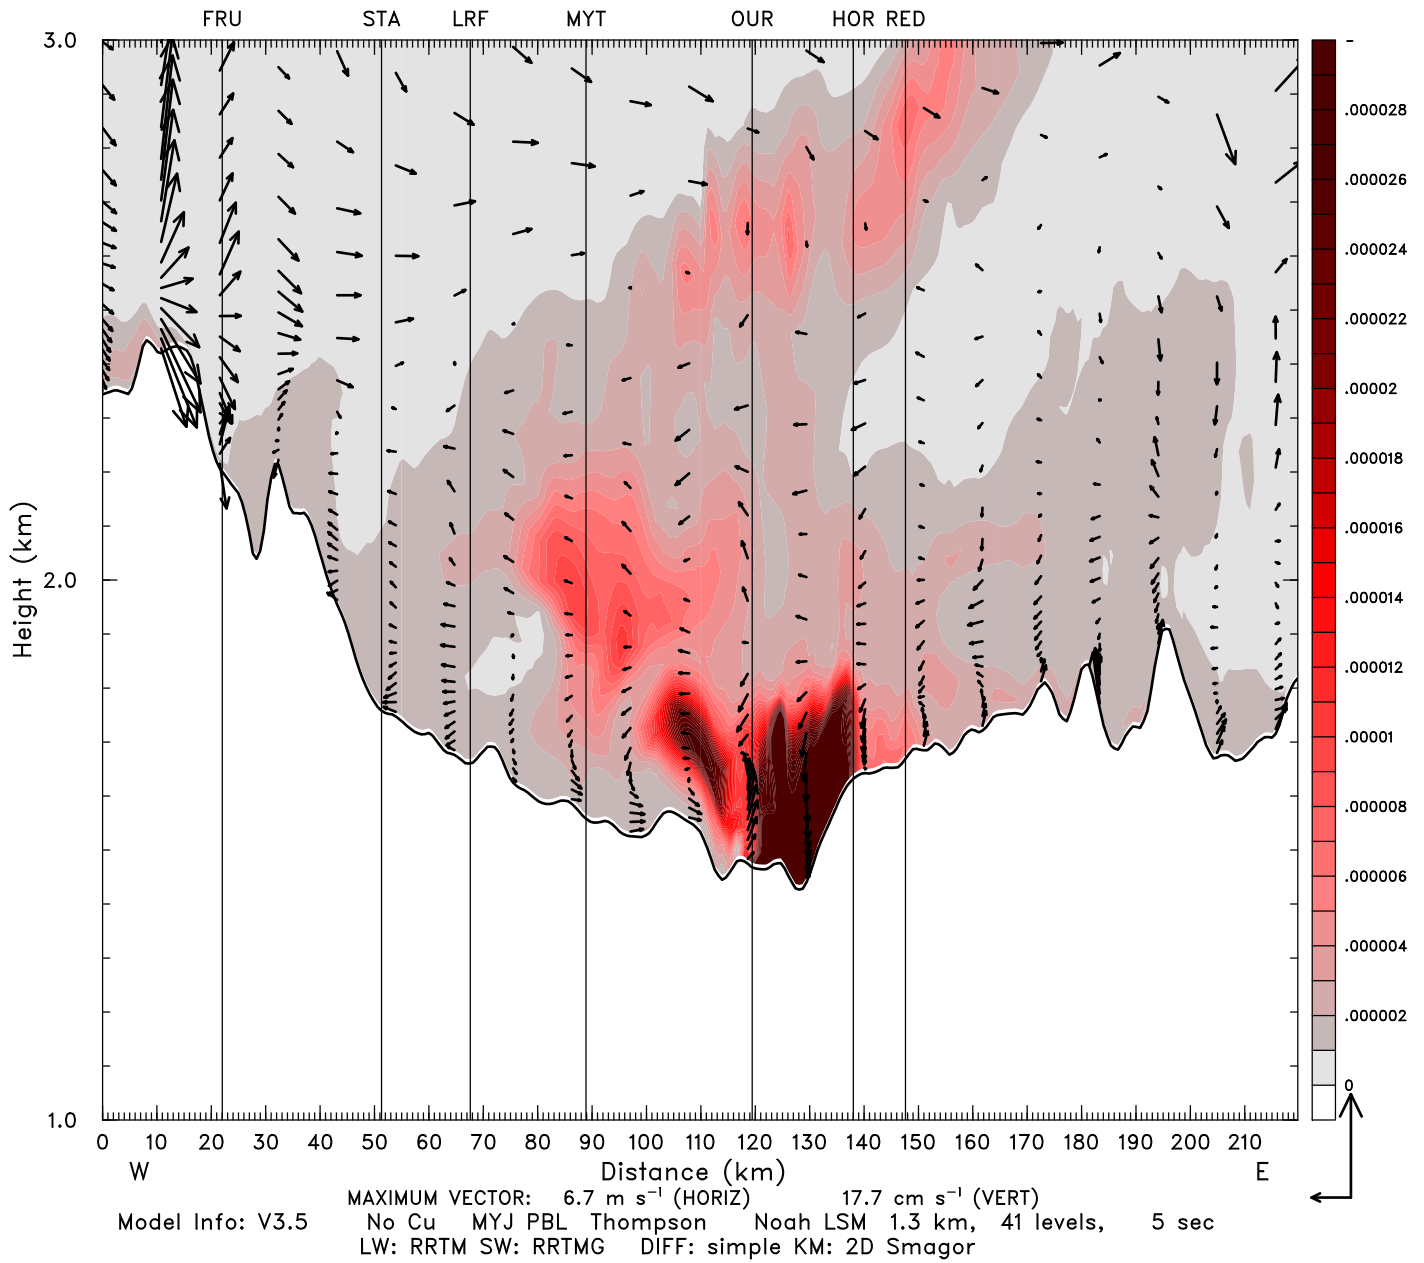 FRU STA LRF MYT OUR HOR RED
3.0
2.0
1.0
Height (km)
0 10 20 30 40 50 60 70 80 90 100 110 120 130 140 150 160 170 180 190 200 210
W Distance (km) E
-
.000028
.000026
.000024
.000022
.00002
.000018
.000016
.000014
.000012
.00001
.000008
.000006
.000004
.000002
0
MAXIMUM VECTOR: 6.7 m s⁻¹ (HORIZ) 17.7 cm s⁻¹ (VERT)
Model Info: V3.5 No Cu MYJ PBL Thompson Noah LSM 1.3 km, 41 levels, 5 sec
LW: RRTM SW: RRTMG DIFF: simple KM: 2D Smagor